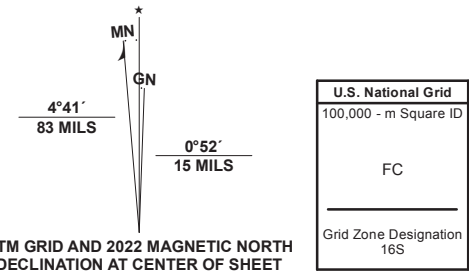 ★
MN
GN
4°41´
83 MILS
0°52´
15 MILS
TM GRID AND 2022 MAGNETIC NORTH
DECLINATION AT CENTER OF SHEET
U.S. National Grid
100,000 - m Square ID
FC
Grid Zone Designation
16S